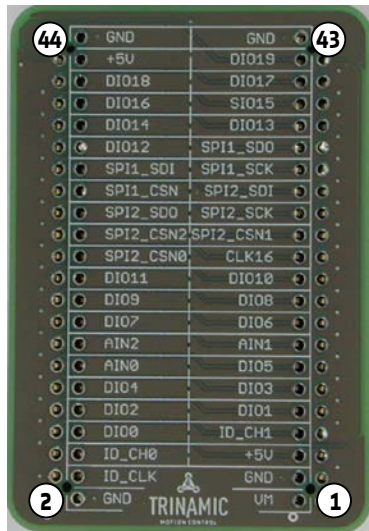 44 GND GND 43
+5V DIO19
DIO18 DIO17
DIO16 SIO15
DIO14 DIO13
DIO12 SPI1_SDO
SPI1_SDI SPI1_SCK
SPI1_CSN SPI2_SDI
SPI2_SDO SPI2_SCK
SPI2_CSN2 SPI2_CSN1
SPI2_CSN0 CLK16
DIO11 DIO10
DIO9 DIO8
DIO7 DIO6
AIN2 AIN1
AIN0 DIO5
DIO4 DIO3
DIO2 DIO1
DIO0 ID_CH1
ID_CH0 +5V
ID_CLK GND
2 GND VM 1
TRINAMIC
MOTION CONTROL